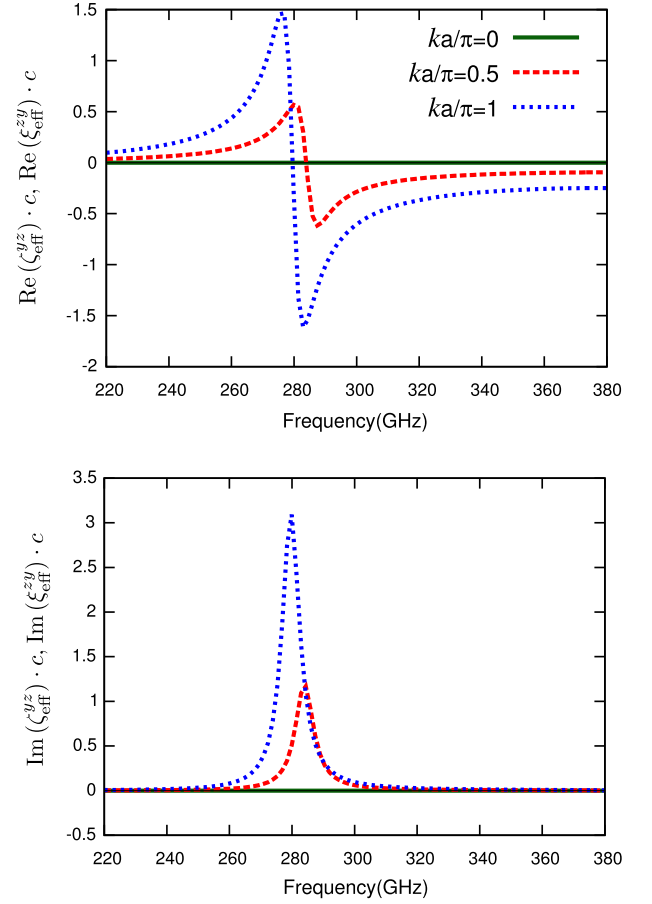 1.5
1
0.5
0
-0.5
-1
-1.5
-2
Re (ζ_eff^yz) · c, Re (ξ_eff^zy) · c
ka/π=0
ka/π=0.5
ka/π=1
220 240 260 280 300 320 340 360 380
Frequency(GHz)
3.5
3
2.5
2
1.5
1
0.5
0
-0.5
Im (ζ_eff^yz) · c, Im (ξ_eff^zy) · c
220 240 260 280 300 320 340 360 380
Frequency(GHz)